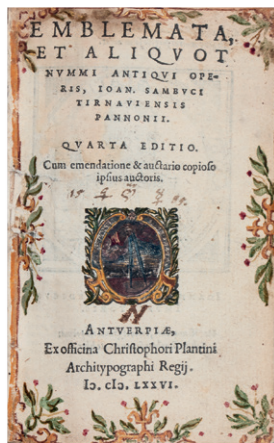 EMBLEMATA,
ET ALIQVOT
NVMMI ANTIQVI OPE-
RIS, IOAN. SAMBVCI
TIRNAVIENSIS
PANNONII.
QVARTA EDITIO.
Cum emendatione & auctario copioso
ipsius auctoris.
ANTVERPIÆ,
Ex officina Christophori Plantini
Architypographi Regij.
IↃ. CIↃ. LXXVI.